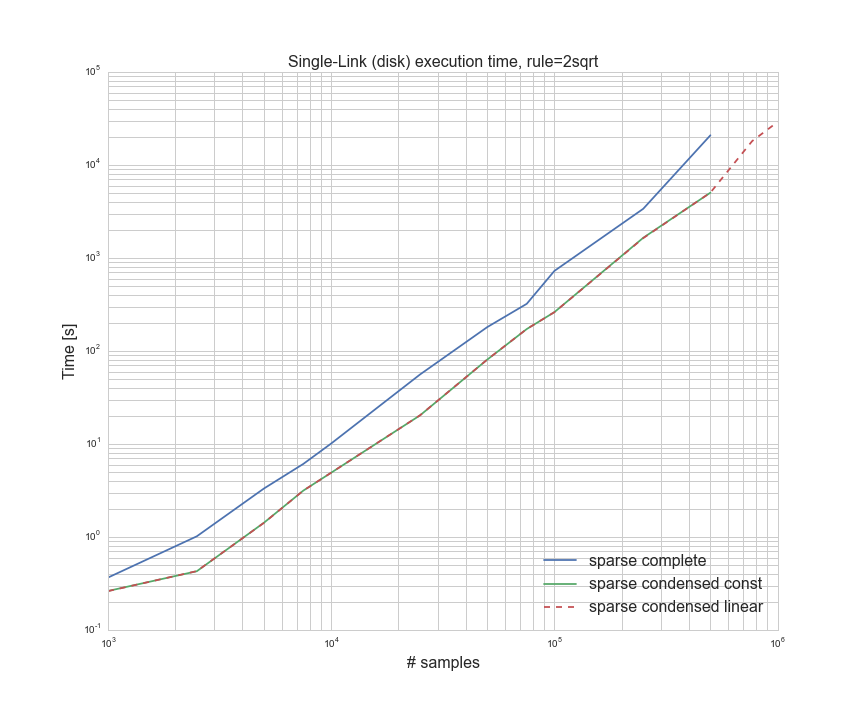 Single-Link (disk) execution time, rule=2sqrt
10^5
10^4
10^3
10^2
10^1
10^0
10^-1
Time [s]
sparse complete
sparse condensed const
sparse condensed linear
10^3 10^4 10^5 10^6
# samples